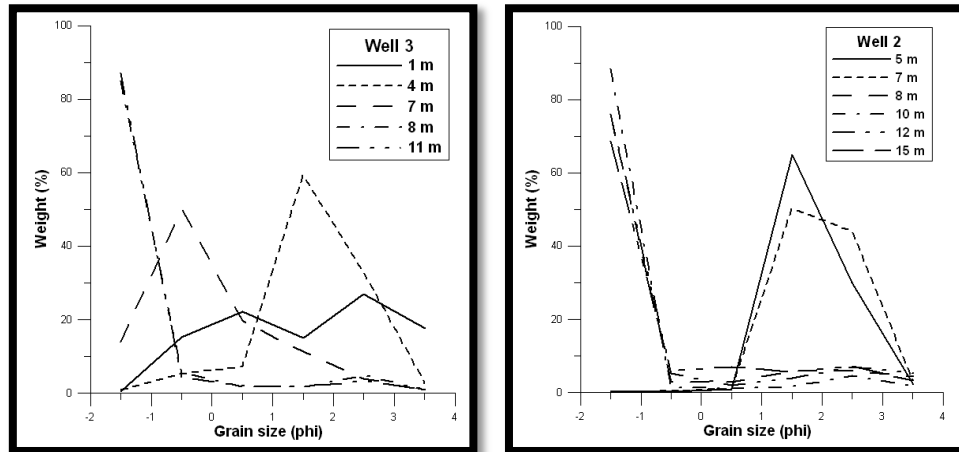 100
80
60
40
20
0
Weight (%)
-2 -1 0 1 2 3 4
Grain size (phi)
Well 3
1 m
4 m
7 m
8 m
11 m
100
80
60
40
20
0
Weight (%)
-2 -1 0 1 2 3 4
Grain size (phi)
Well 2
5 m
7 m
8 m
10 m
12 m
15 m